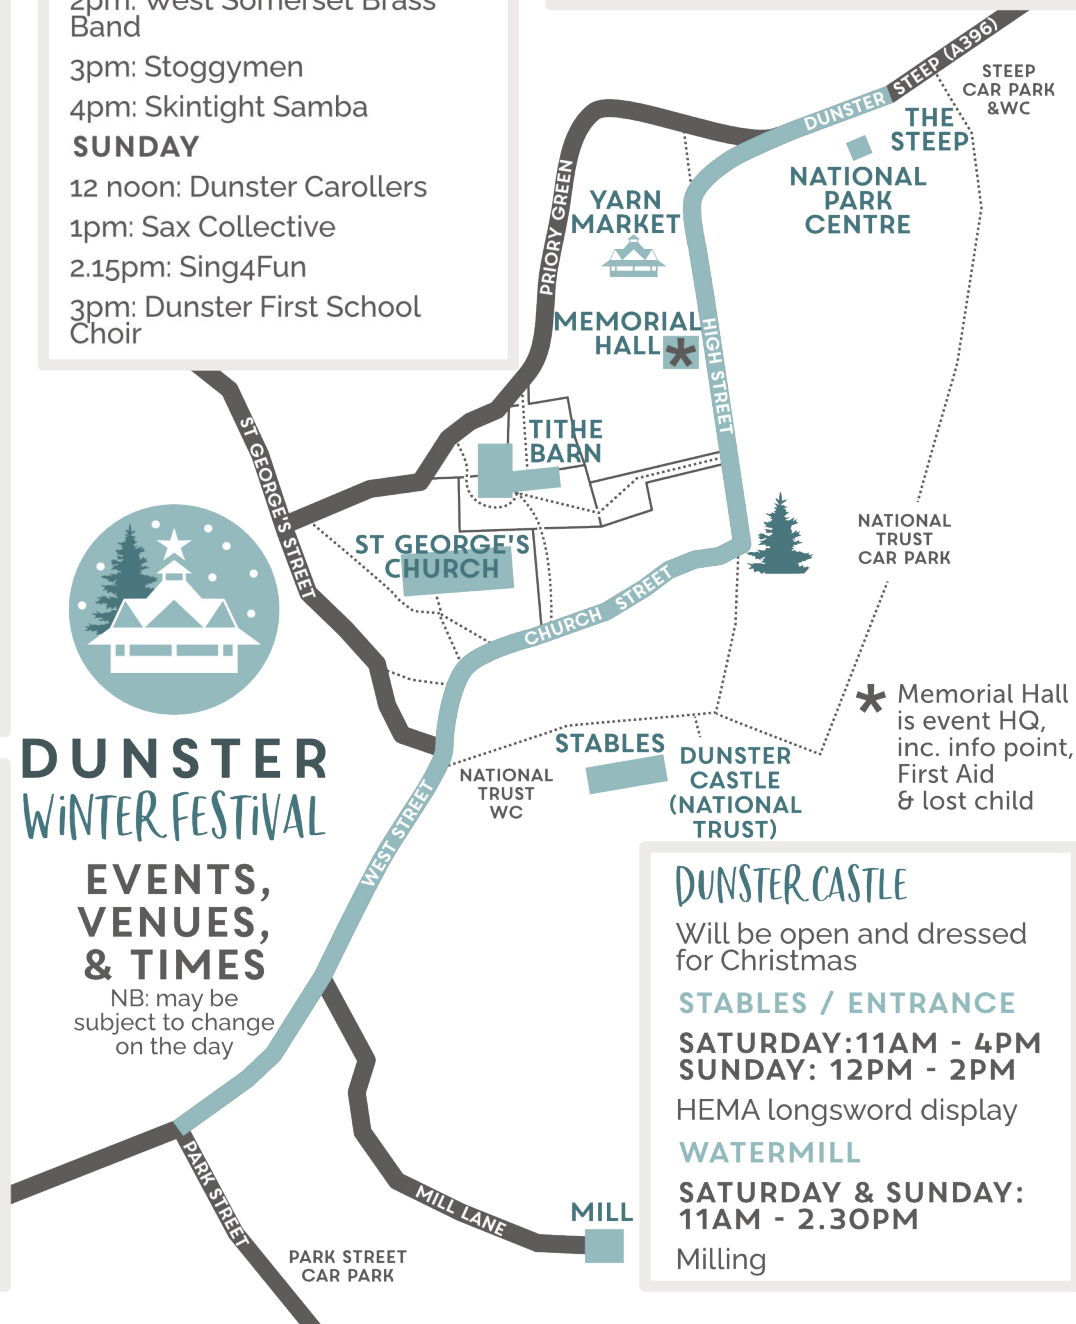 2pm: West Somerset Brass
Band
3pm: Stoggymen
4pm: Skintight Samba
SUNDAY
12 noon: Dunster Carollers
1pm: Sax Collective
2.15pm: Sing4Fun
3pm: Dunster First School
Choir
DUNSTER STEEP (A396)
STEEP
CAR PARK
&WC
THE
STEEP
NATIONAL
PARK
CENTRE
PRIORY GREEN
YARN
MARKET
MEMORIAL
HALL *
HIGH STREET
TITHE
BARN
ST GEORGE'S STREET
ST GEORGE'S
CHURCH
CHURCH STREET
NATIONAL
TRUST
CAR PARK
DUNSTER
WiNTER FESTiVAL
EVENTS,
VENUES,
& TIMES
NB: may be
subject to change
on the day
WEST STREET
NATIONAL
TRUST
WC
STABLES
DUNSTER
CASTLE
(NATIONAL
TRUST)
* Memorial Hall
is event HQ,
inc. info point,
First Aid
& lost child
PARK STREET
PARK STREET
CAR PARK
MILL LANE
MILL
DUNSTER CASTLE
Will be open and dressed
for Christmas
STABLES / ENTRANCE
SATURDAY:11AM - 4PM
SUNDAY: 12PM - 2PM
HEMA longsword display
WATERMILL
SATURDAY & SUNDAY:
11AM - 2.30PM
Milling